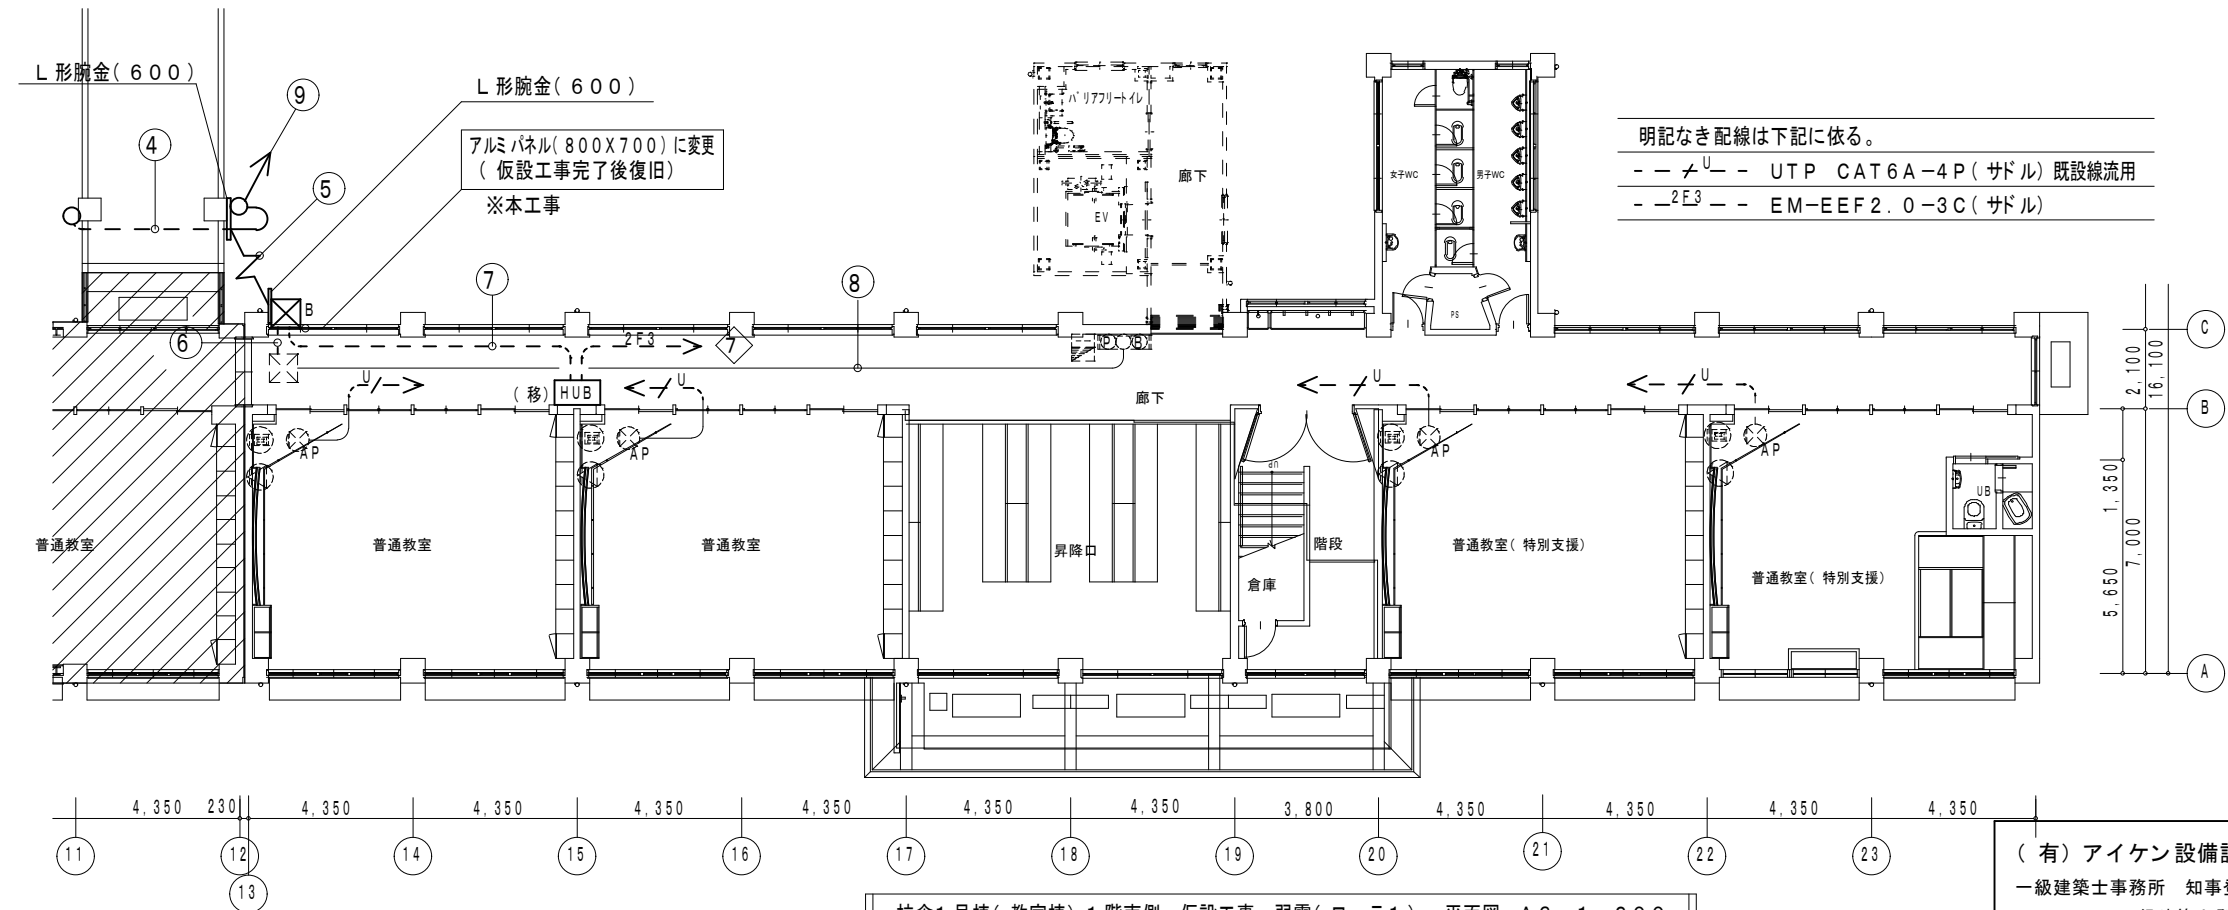 L形腕金(600)
⑨
L形腕金(600)
④
アルミパネル(800X700)に変更
(仮設工事完了後復旧)
※本工事
⑤
バリアフリートイレ
廊下
EV
女子WC
男子WC
PS
明記なき配線は下記に依る。
U UTP CAT6A-4P(サドル)既設線流用
2F3 EM-EEF2.0-3C(サドル)
B
⑥
⑦
⑧
2F3
7
P B
U
(移)
HUB
U
廊下
U
U
AP
AP
AP
AP
UP
UB
普通教室
普通教室
普通教室
昇降口
階段
倉庫
普通教室(特別支援)
普通教室(特別支援)
C
B
A
2,100
16,100
1,350
7,000
5,650
4,350 230 4,350 4,350 4,350 4,350 4,350 4,350 3,800 4,350 4,350 4,350 4,350
11 12 14 15 16 17 18 19 20 21 22 23
13
(有)アイケン設備
一級建築士事務所 知事